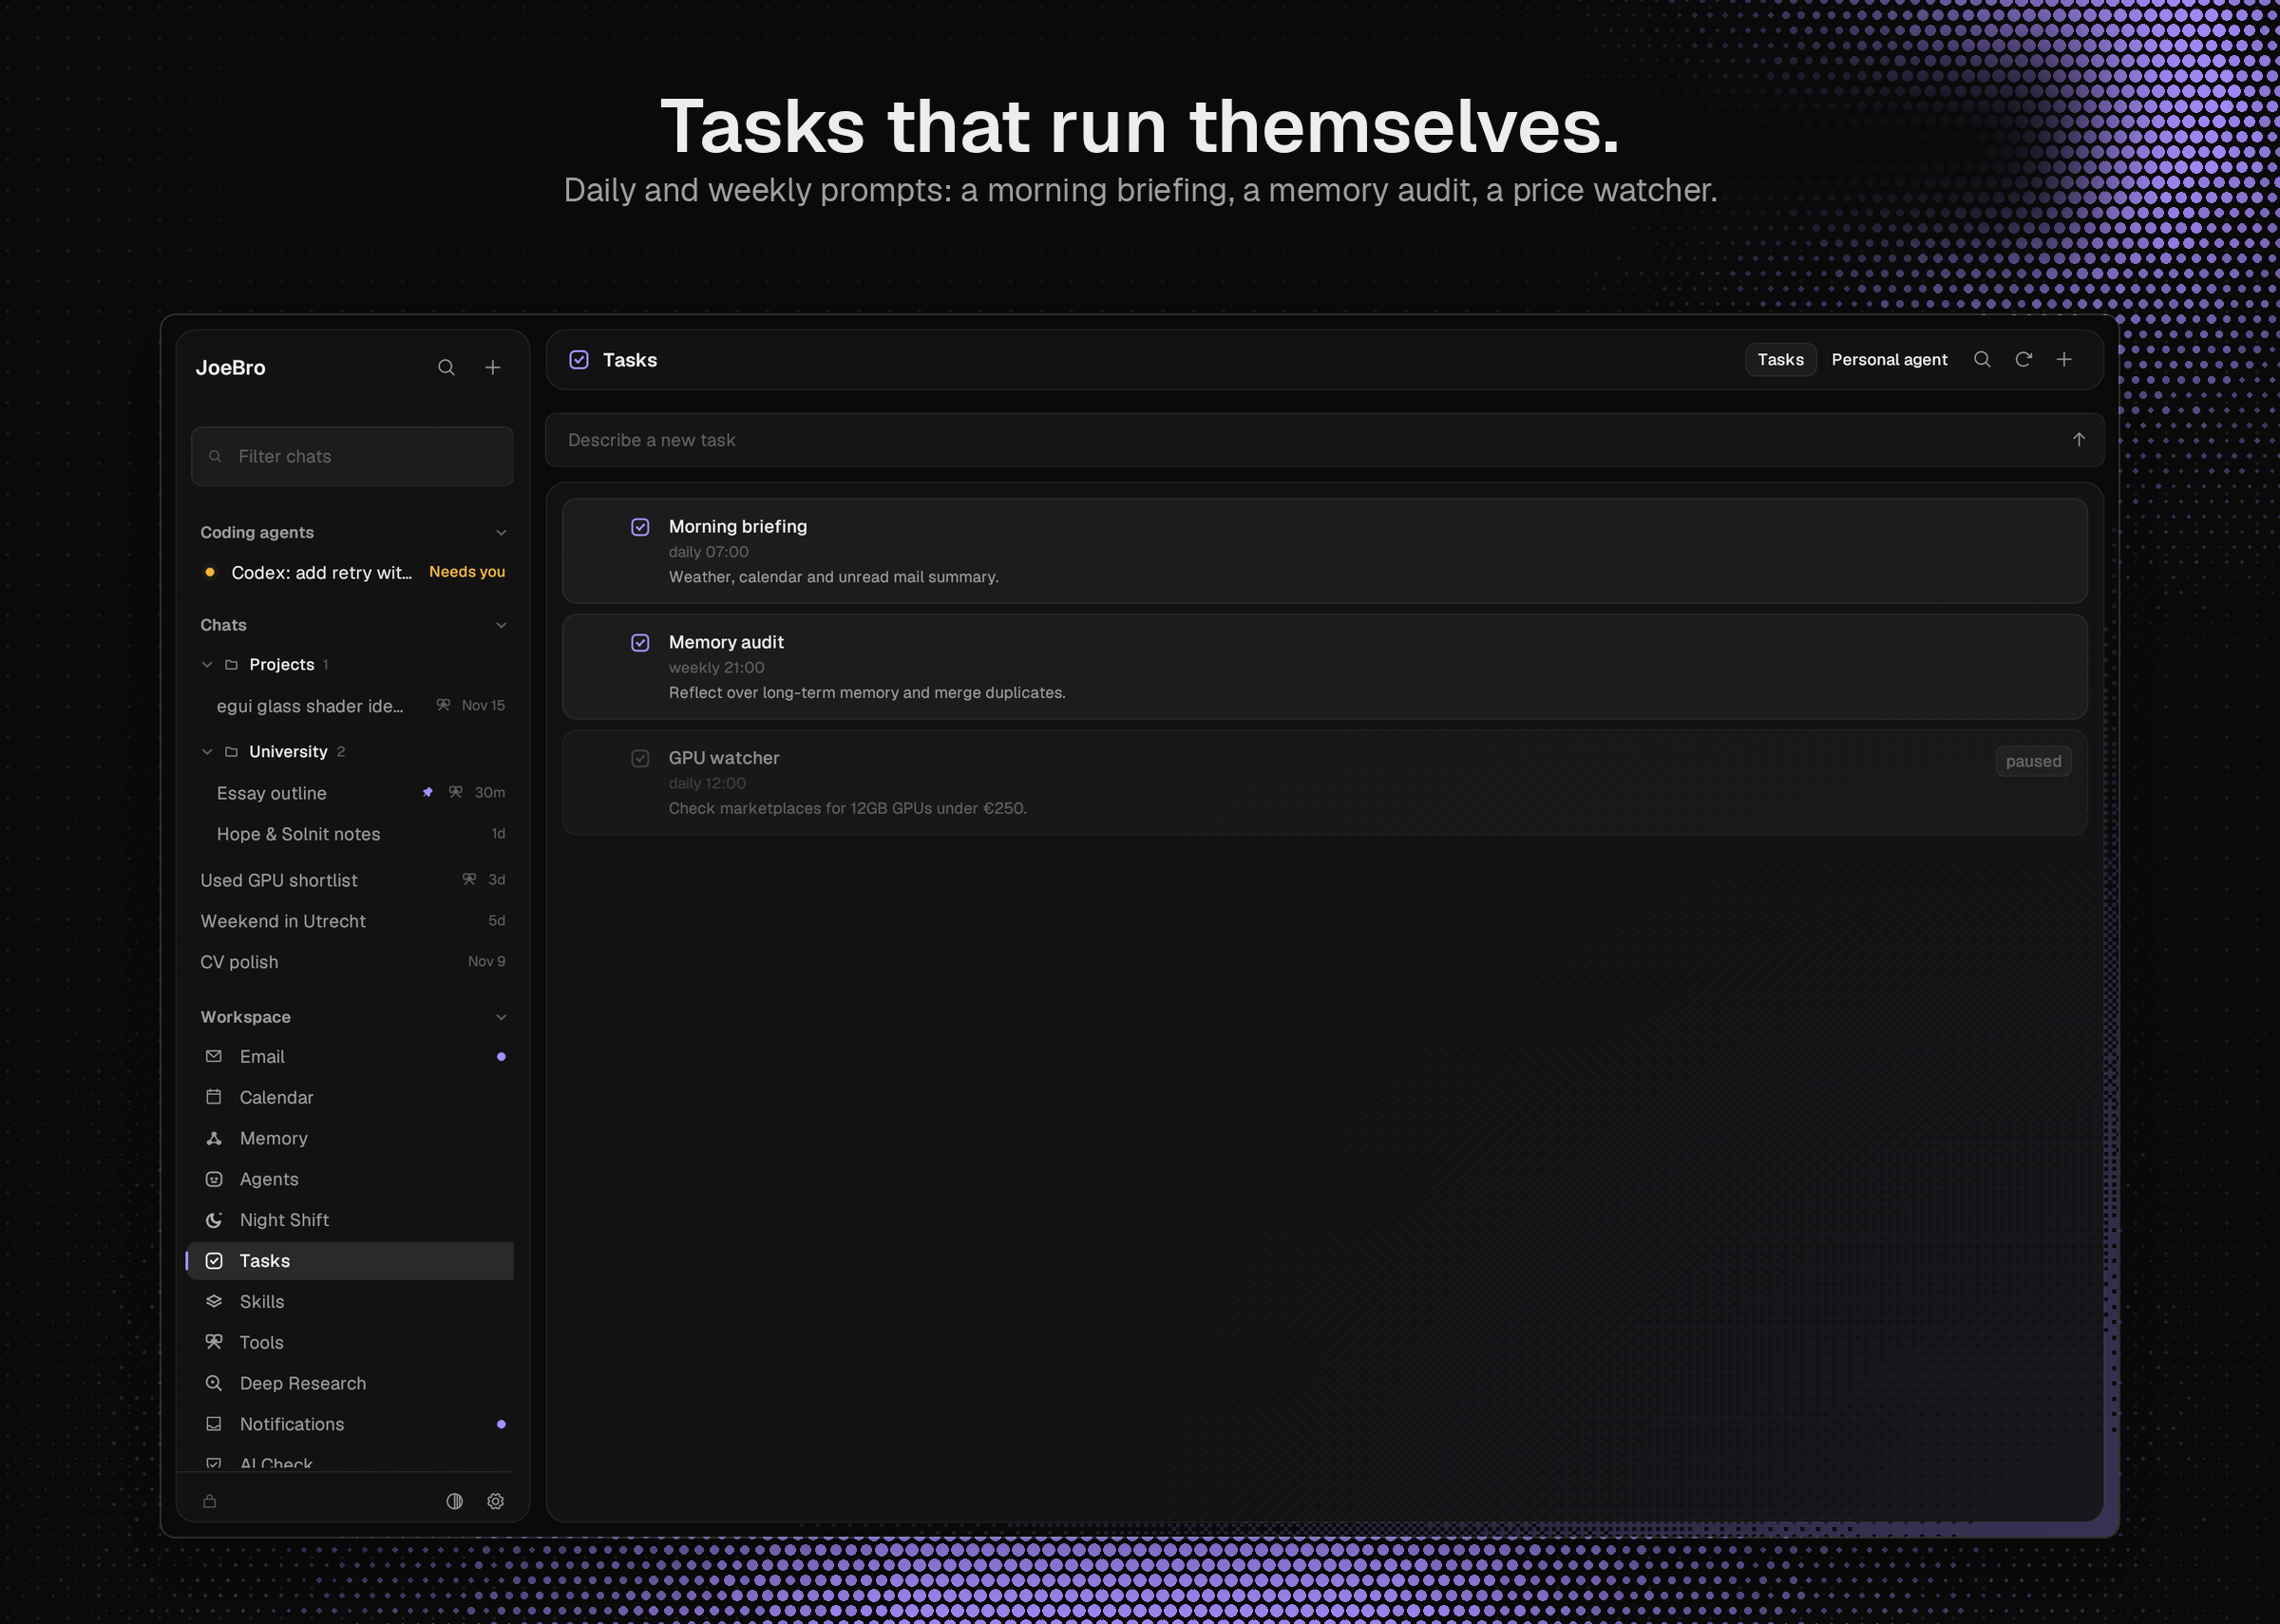 Tasks that run themselves.
Daily and weekly prompts: a morning briefing, a memory audit, a price watcher.
JoeBro
Filter chats
Coding agents
Codex: add retry wit... Needs you
Chats
Projects 1
egui glass shader ide... Nov 15
University 2
Essay outline 30m
Hope & Solnit notes 1d
Used GPU shortlist 3d
Weekend in Utrecht 5d
CV polish Nov 9
Workspace
Email
Calendar
Memory
Agents
Night Shift
Tasks
Skills
Tools
Deep Research
Notifications
AI Check
Tasks Tasks Personal agent
Describe a new task
Morning briefing
daily 07:00
Weather, calendar and unread mail summary.
Memory audit
weekly 21:00
Reflect over long-term memory and merge duplicates.
GPU watcher paused
daily 12:00
Check marketplaces for 12GB GPUs under €250.